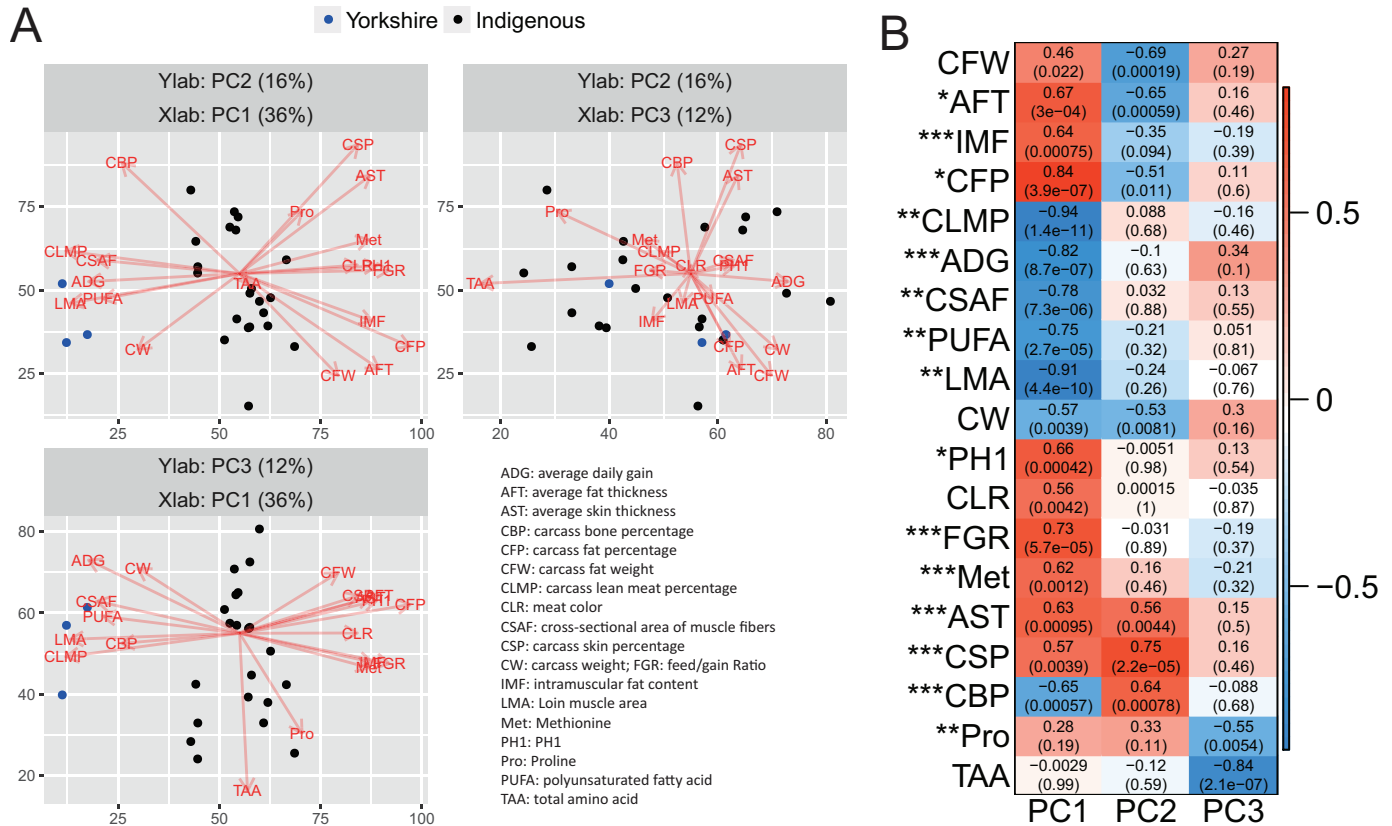 A
Yorkshire Indigenous
Ylab: PC2 (16%)
Xlab: PC1 (36%)
CSP
CBP
AST
Pro
Met
CLMP
CSAF
CLR
PH1
FGR
ADG
TAA
LMA
PUFA
IMF
CW
CFP
CFW
AFT
75
50
25
25 50 75 100
Ylab: PC2 (16%)
Xlab: PC3 (12%)
CSP
CBP
AST
Pro
Met
CLMP
CSAF
FGR
CLR
PH1
TAA
ADG
LMA
PUFA
IMF
CFP
CW
AFT
CFW
75
50
25
40 60 80
Ylab: PC3 (12%)
Xlab: PC1 (36%)
ADG
CW
CFW
CSAF
PUFA
PH1
CFP
LMA
CBP
CLR
CLMP
IMF
FGR
Met
Pro
TAA
80
60
40
20
25 50 75 100
ADG: average daily gain
AFT: average fat thickness
AST: average skin thickness
CBP: carcass bone percentage
CFP: carcass fat percentage
CFW: carcass fat weight
CLMP: carcass lean meat percentage
CLR: meat color
CSAF: cross-sectional area of muscle fibers
CSP: carcass skin percentage
CW: carcass weight; FGR: feed/gain Ratio
IMF: intramuscular fat content
LMA: Loin muscle area
Met: Methionine
PH1: PH1
Pro: Proline
PUFA: polyunsaturated fatty acid
TAA: total amino acid
B
CFW 0.46 −0.69 0.27
(0.022) (0.00019) (0.19)
*AFT 0.67 −0.65 0.16
(3e−04) (0.00059) (0.46)
***IMF 0.64 −0.35 −0.19
(0.00075) (0.094) (0.39)
*CFP 0.84 −0.51 0.11
(3.9e−07) (0.011) (0.6)
**CLMP −0.94 0.088 −0.16
(1.4e−11) (0.68) (0.46)
***ADG −0.82 −0.1 0.34
(8.7e−07) (0.63) (0.1)
**CSAF −0.78 0.032 0.13
(7.3e−06) (0.88) (0.55)
**PUFA −0.75 −0.21 0.051
(2.7e−05) (0.32) (0.81)
**LMA −0.91 −0.24 −0.067
(4.4e−10) (0.26) (0.76)
CW −0.57 −0.53 0.3
(0.0039) (0.0081) (0.16)
*PH1 0.66 −0.0051 0.13
(0.00042) (0.98) (0.54)
CLR 0.56 0.00015 −0.035
(0.0042) (1) (0.87)
***FGR 0.73 −0.031 −0.19
(5.7e−05) (0.89) (0.37)
***Met 0.62 0.16 −0.21
(0.0012) (0.46) (0.32)
***AST 0.63 0.56 0.15
(0.00095) (0.0044) (0.5)
***CSP 0.57 0.75 0.16
(0.0039) (2.2e−05) (0.46)
***CBP −0.65 0.64 −0.088
(0.00057) (0.00078) (0.68)
**Pro 0.28 0.33 −0.55
(0.19) (0.11) (0.0054)
TAA −0.0029 −0.12 −0.84
(0.99) (0.59) (2.1e−07)
PC1 PC2 PC3
0.5
0
−0.5